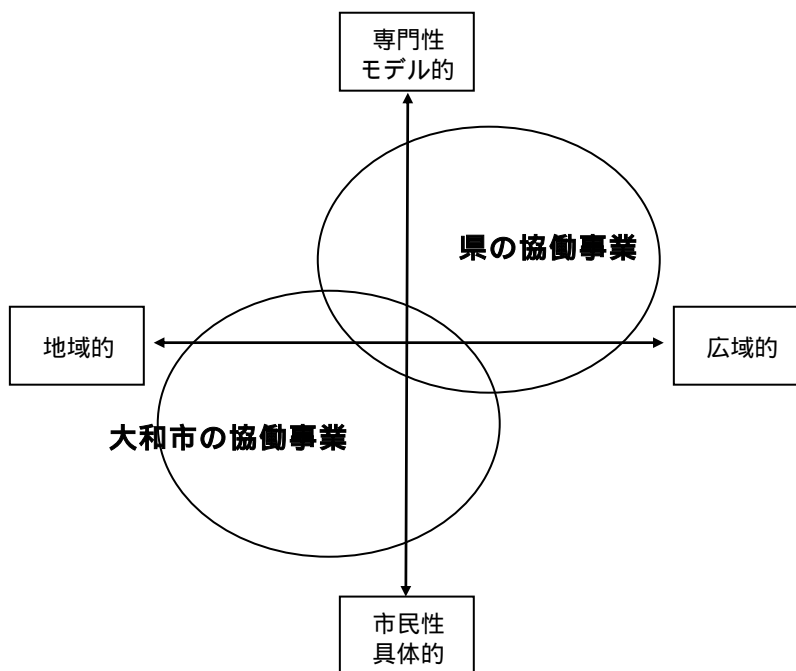 専門性
モデル的
県の協働事業
地域的
広域的
大和市の協働事業
市民性
具体的